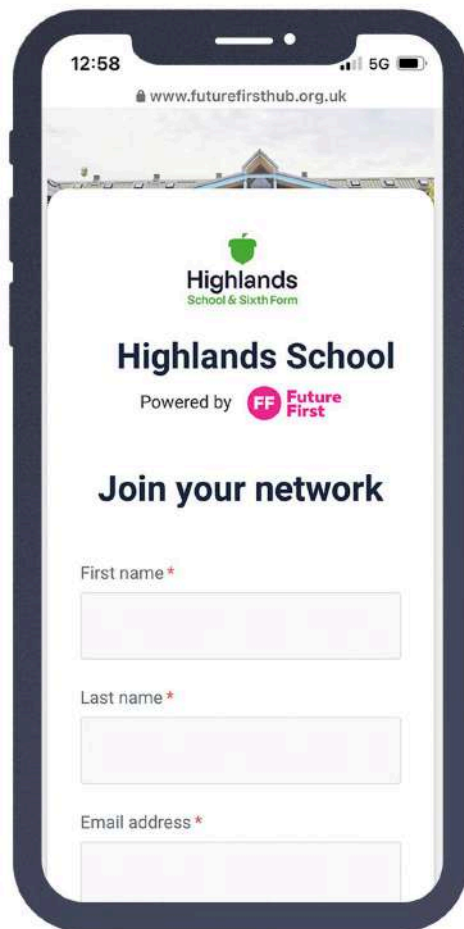 12:58
5G
www.futurefirsthub.org.uk
Highlands
School & Sixth Form
Highlands School
Powered by FF Future First
Join your network
First name *
Last name *
Email address *